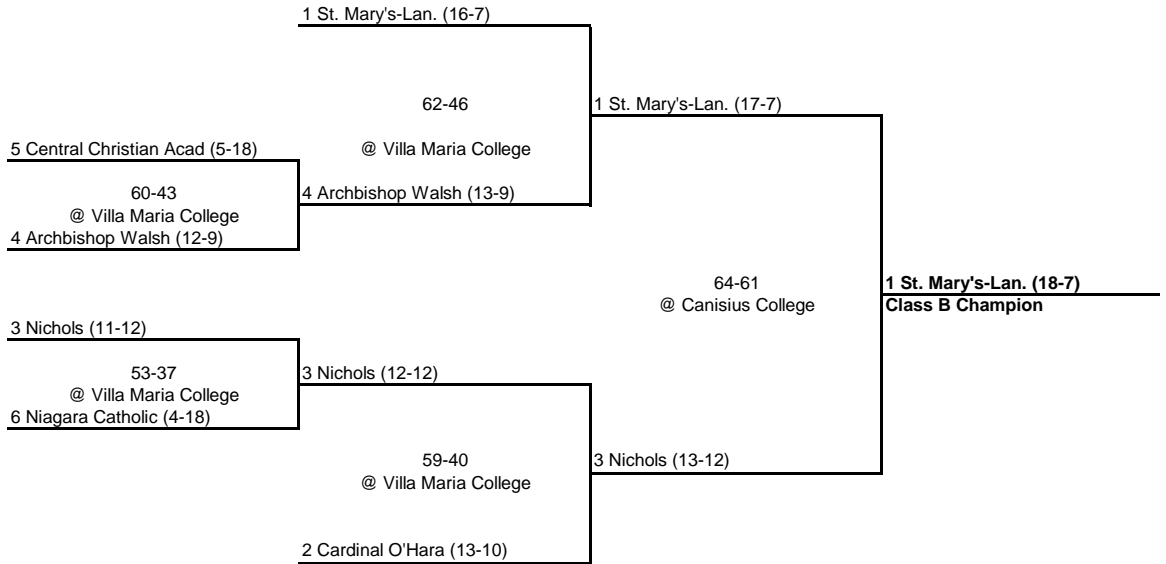 1 St. Mary's-Lan. (16-7)
62-46
1 St. Mary's-Lan. (17-7)
5 Central Christian Acad (5-18)
@ Villa Maria College
60-43
4 Archbishop Walsh (13-9)
@ Villa Maria College
4 Archbishop Walsh (12-9)
64-61
1 St. Mary's-Lan. (18-7)
@ Canisius College
Class B Champion
3 Nichols (11-12)
53-37
3 Nichols (12-12)
@ Villa Maria College
6 Niagara Catholic (4-18)
59-40
3 Nichols (13-12)
@ Villa Maria College
2 Cardinal O'Hara (13-10)